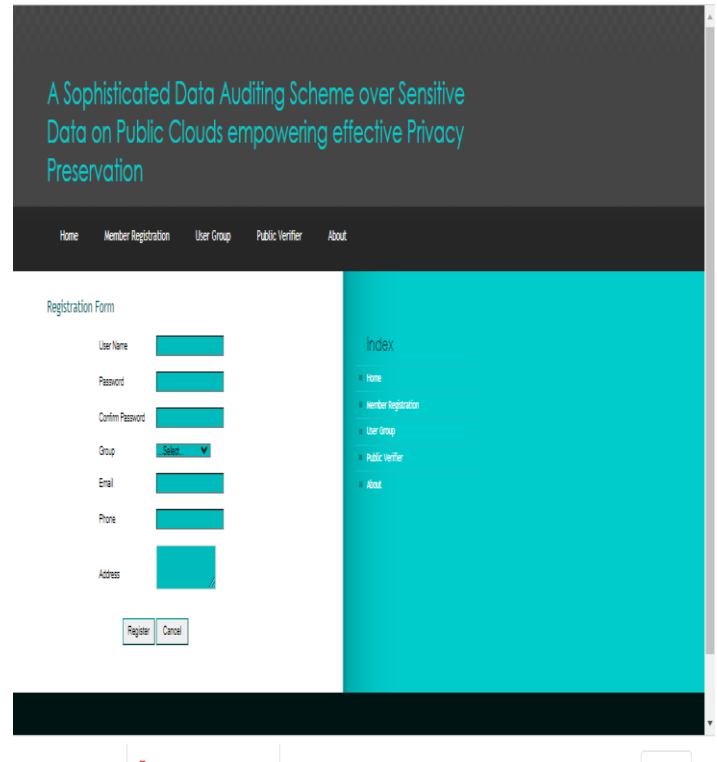 A Sophisticated Data Auditing Scheme over Sensitive
Data on Public Clouds empowering effective Privacy
Preservation
Home Member Registration User Group Public Verifier About
Registration Form
User Name
Password
Confirm Password
Group ...Select...
Email
Phone
Address
Register Cancel
Index
Home
Member Registration
User Group
Public Verifier
About